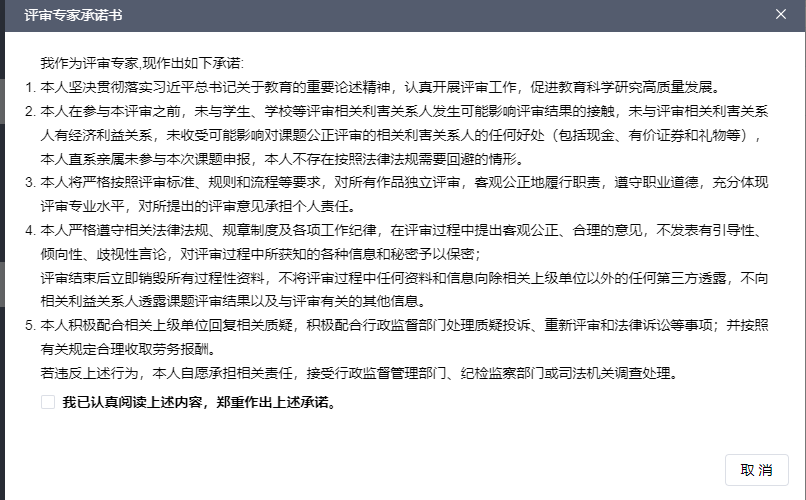 评审专家承诺书
我作为评审专家,现作出如下承诺:
1. 本人坚决贯彻落实习近平总书记关于教育的重要论述精神，认真开展评审工作，促进教育科学研究高质量发展。
2. 本人在参与本评审之前，未与学生、学校等评审相关利害关系人发生可能影响评审结果的接触，未与评审相关利害关系
人有经济利益关系，未收受可能影响对课题公正评审的相关利害关系人的任何好处（包括现金、有价证券和礼物等），
本人直系亲属未参与本次课题申报，本人不存在按照法律法规需要回避的情形。
3. 本人将严格按照评审标准、规则和流程等要求，对所有作品独立评审，客观公正地履行职责，遵守职业道德，充分体现
评审专业水平，对所提出的评审意见承担个人责任。
4. 本人严格遵守相关法律法规、规章制度及各项工作纪律，在评审过程中提出客观公正、合理的意见，不发表有引导性、
倾向性、歧视性言论，对评审过程中所获知的各种信息和秘密予以保密；
评审结束后立即销毁所有过程性资料，不将评审过程中任何资料和信息向除相关上级单位以外的任何第三方透露，不向
相关利益关系人透露课题评审结果以及与评审有关的其他信息。
5. 本人积极配合相关上级单位回复相关质疑，积极配合行政监督部门处理质疑投诉、重新评审和法律诉讼等事项；并按照
有关规定合理收取劳务报酬。
若违反上述行为，本人自愿承担相关责任，接受行政监督管理部门、纪检监察部门或司法机关调查处理。
我已认真阅读上述内容，郑重作出上述承诺。
取 消